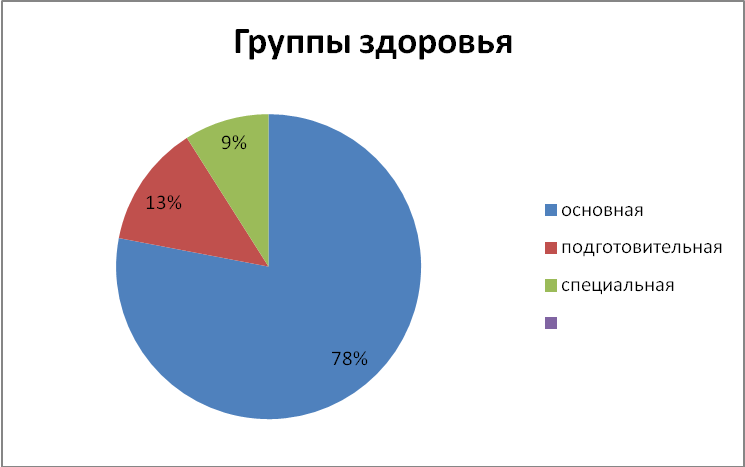 Группы здоровья
9%
13%
78%
основная
подготовительная
специальная